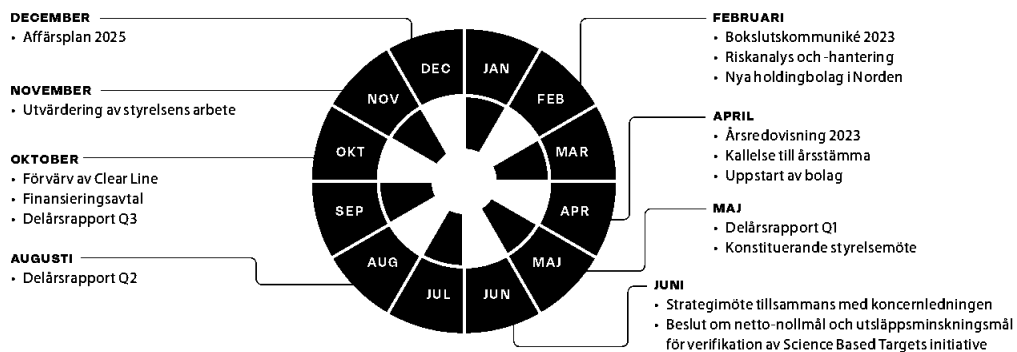 DECEMBER
• Affärsplan 2025
NOVEMBER
• Utvärdering av styrelsens arbete
OKTOBER
• Förvärv av Clear Line
• Finansieringsavtal
• Delårsrapport Q3
AUGUSTI
• Delårsrapport Q2
DEC
JAN
NOV
FEB
OKT
MAR
SEP
APR
AUG
MAJ
JUL
JUN
FEBRUARI
• Bokslutskommuniké 2023
• Riskanalys och -hantering
• Nya holdingbolag i Norden
APRIL
• Årsredovisning 2023
• Kallelse till årsstämma
• Uppstart av bolag
MAJ
• Delårsrapport Q1
• Konstituerande styrelsemöte
JUNI
• Strategimöte tillsammans med koncernledningen
• Beslut om netto-nollmål och utsläppsminskningsmål
för verifikation av Science Based Targets initiative